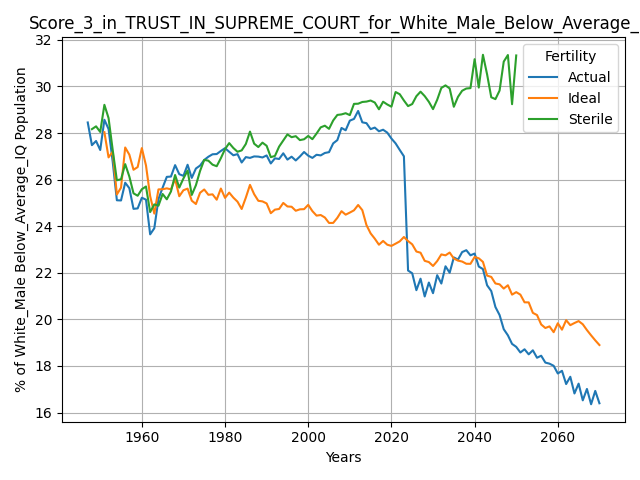 Score_3_in_TRUST_IN_SUPREME_COURT_for_White_Male_Below_Average_
32
30
28
26
24
22
20
18
16
% of White_Male Below_Average_IQ Population
Fertility
Actual
Ideal
Sterile
1960
1980
2000
2020
2040
2060
Years